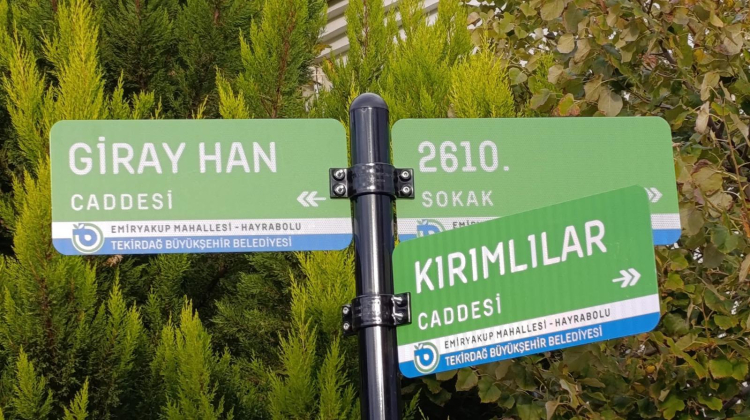 GİRAY HAN
CADDESİ
EMİRYAKUP MAHALLESİ - HAYRABOLU
TEKİRDAĞ BÜYÜKŞEHİR BELEDİYESİ
2610.
SOKAK
KIRIMLILAR
CADDESİ
EMİRYAKUP MAHALLESİ - HAYRABOLU
TEKİRDAĞ BÜYÜKŞEHİR BELEDİYESİ